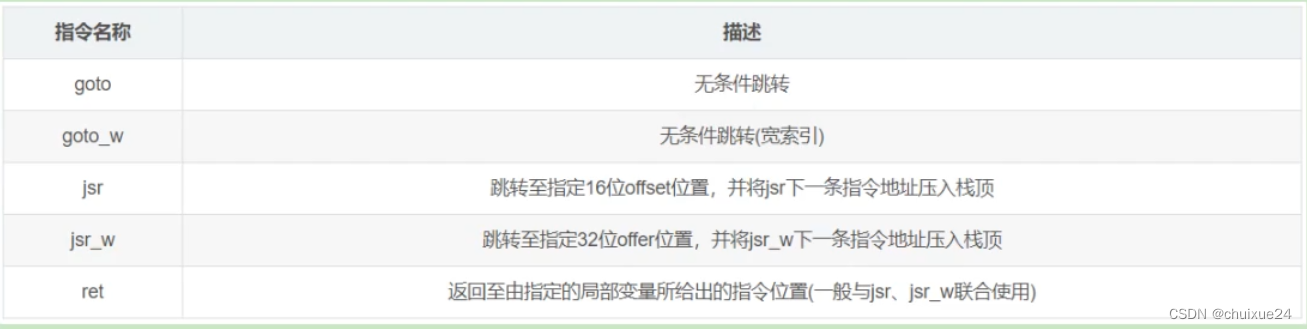 指令名称 描述
goto 无条件跳转
goto_w 无条件跳转(宽索引)
jsr 跳转至指定16位offset位置，并将jsr下一条指令地址压入栈顶
jsr_w 跳转至指定32位offer位置，并将jsr_w下一条指令地址压入栈顶
ret 返回至由指定的局部变量所给出的指令位置(一般与jsr、jsr_w联合使用)
CSDN @chuixue24